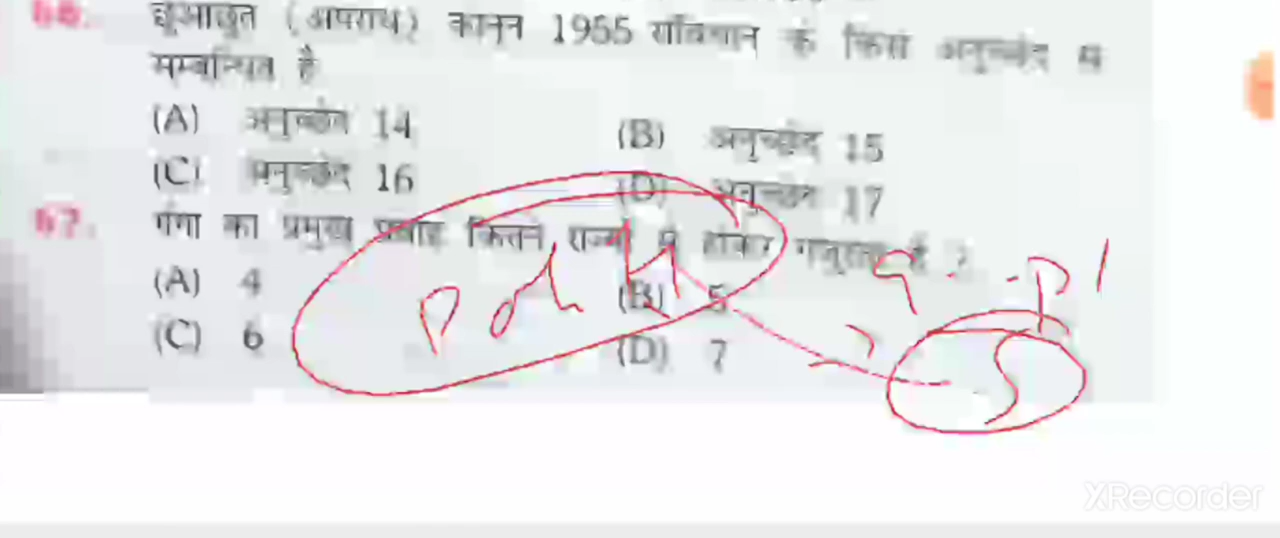 66. छूआछुत (अपराध) कानून 1955 संविधान के किस अनुच्छेद से
सम्बन्धित है
(A) अनुच्छेद 14
(B) अनुच्छेद 15
(C) अनुच्छेद 16
(D) अनुच्छेद 17
67. गंगा का प्रमुख प्रवाह कितने राज्यों से होकर गुजरता है ?
(A) 4
(B) 5
(C) 6
(D) 7
5
XRecorder